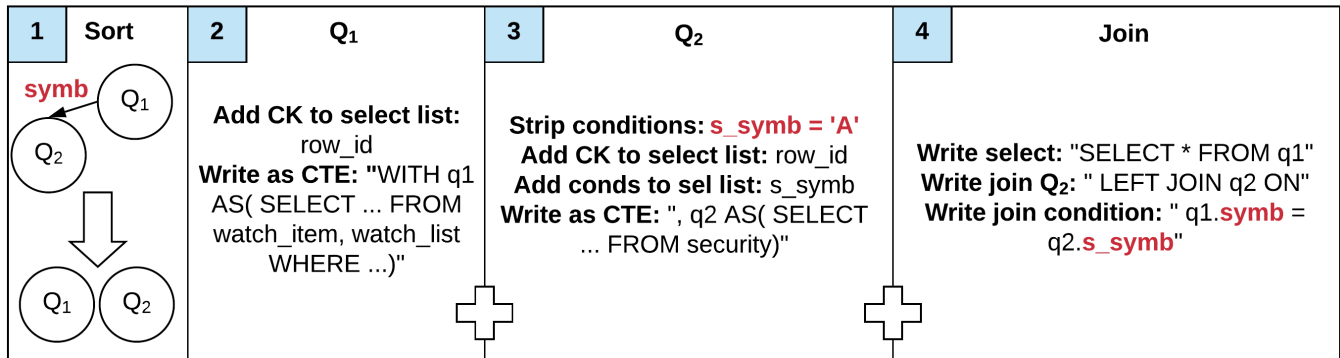 1 Sort
symb
Q1
Q2
Q1 Q2
2 Q1
Add CK to select list:
row_id
Write as CTE: "WITH q1
AS( SELECT ... FROM
watch_item, watch_list
WHERE ...)"
3 Q2
Strip conditions: s_symb = 'A'
Add CK to select list: row_id
Add conds to sel list: s_symb
Write as CTE: ", q2 AS( SELECT
... FROM security)"
4 Join
Write select: "SELECT * FROM q1"
Write join Q2: " LEFT JOIN q2 ON"
Write join condition: " q1.symb =
q2.s_symb"